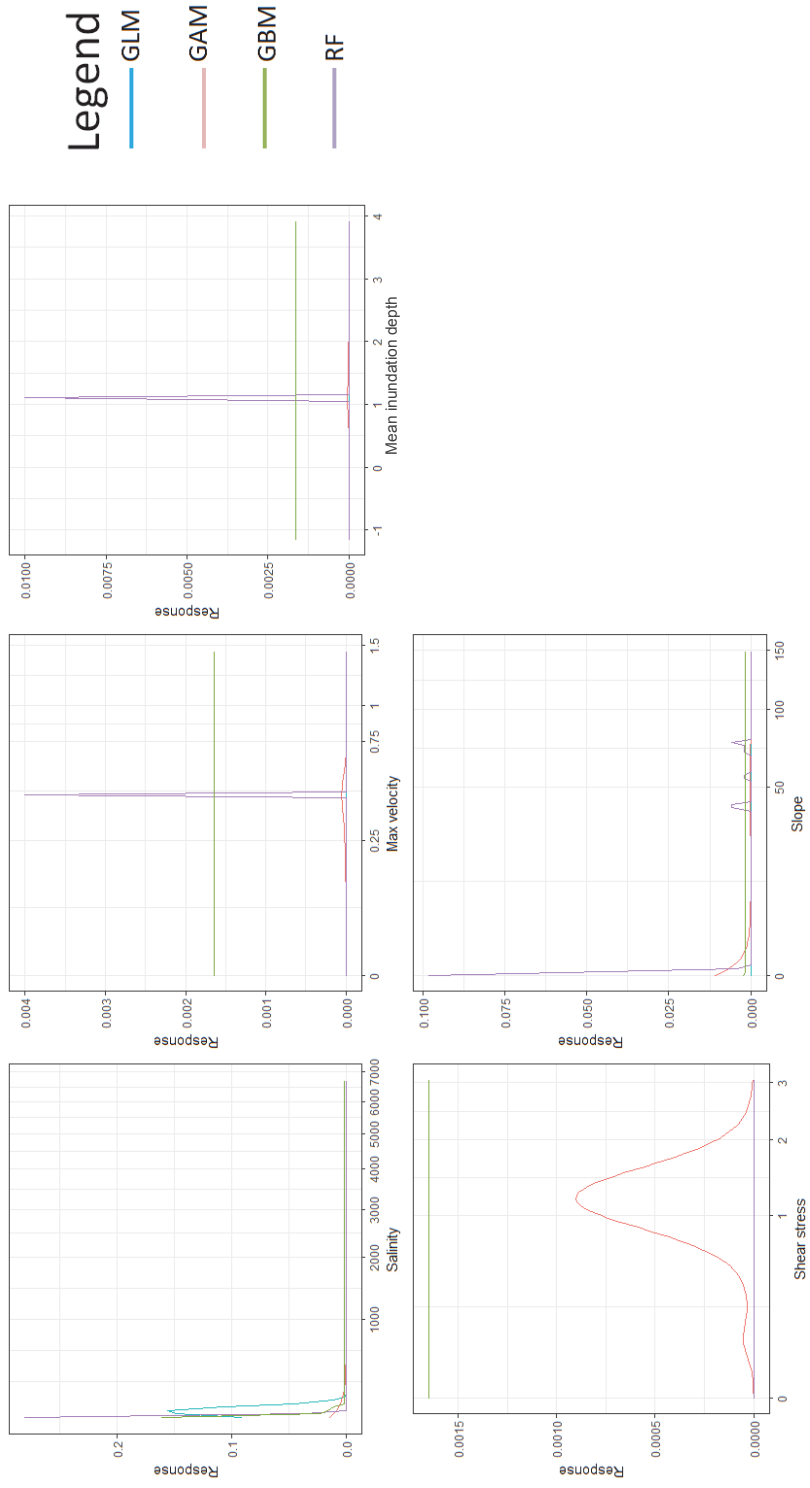 Response
0.2
0.1
0.0
1000 2000 3000 4000 5000 6000 7000
Salinity
Response
0.004
0.003
0.002
0.001
0.000
0 0.25 0.75 1 1.5
Max velocity
Response
0.0100
0.0075
0.0050
0.0025
0.0000
-1 0 1 2 3 4
Mean inundation depth
Response
0.0015
0.0010
0.0005
0.0000
0 1 2 3
Shear stress
Response
0.100
0.075
0.050
0.025
0.000
0 50 100 150
Slope
Legend
GLM
GAM
GBM
RF